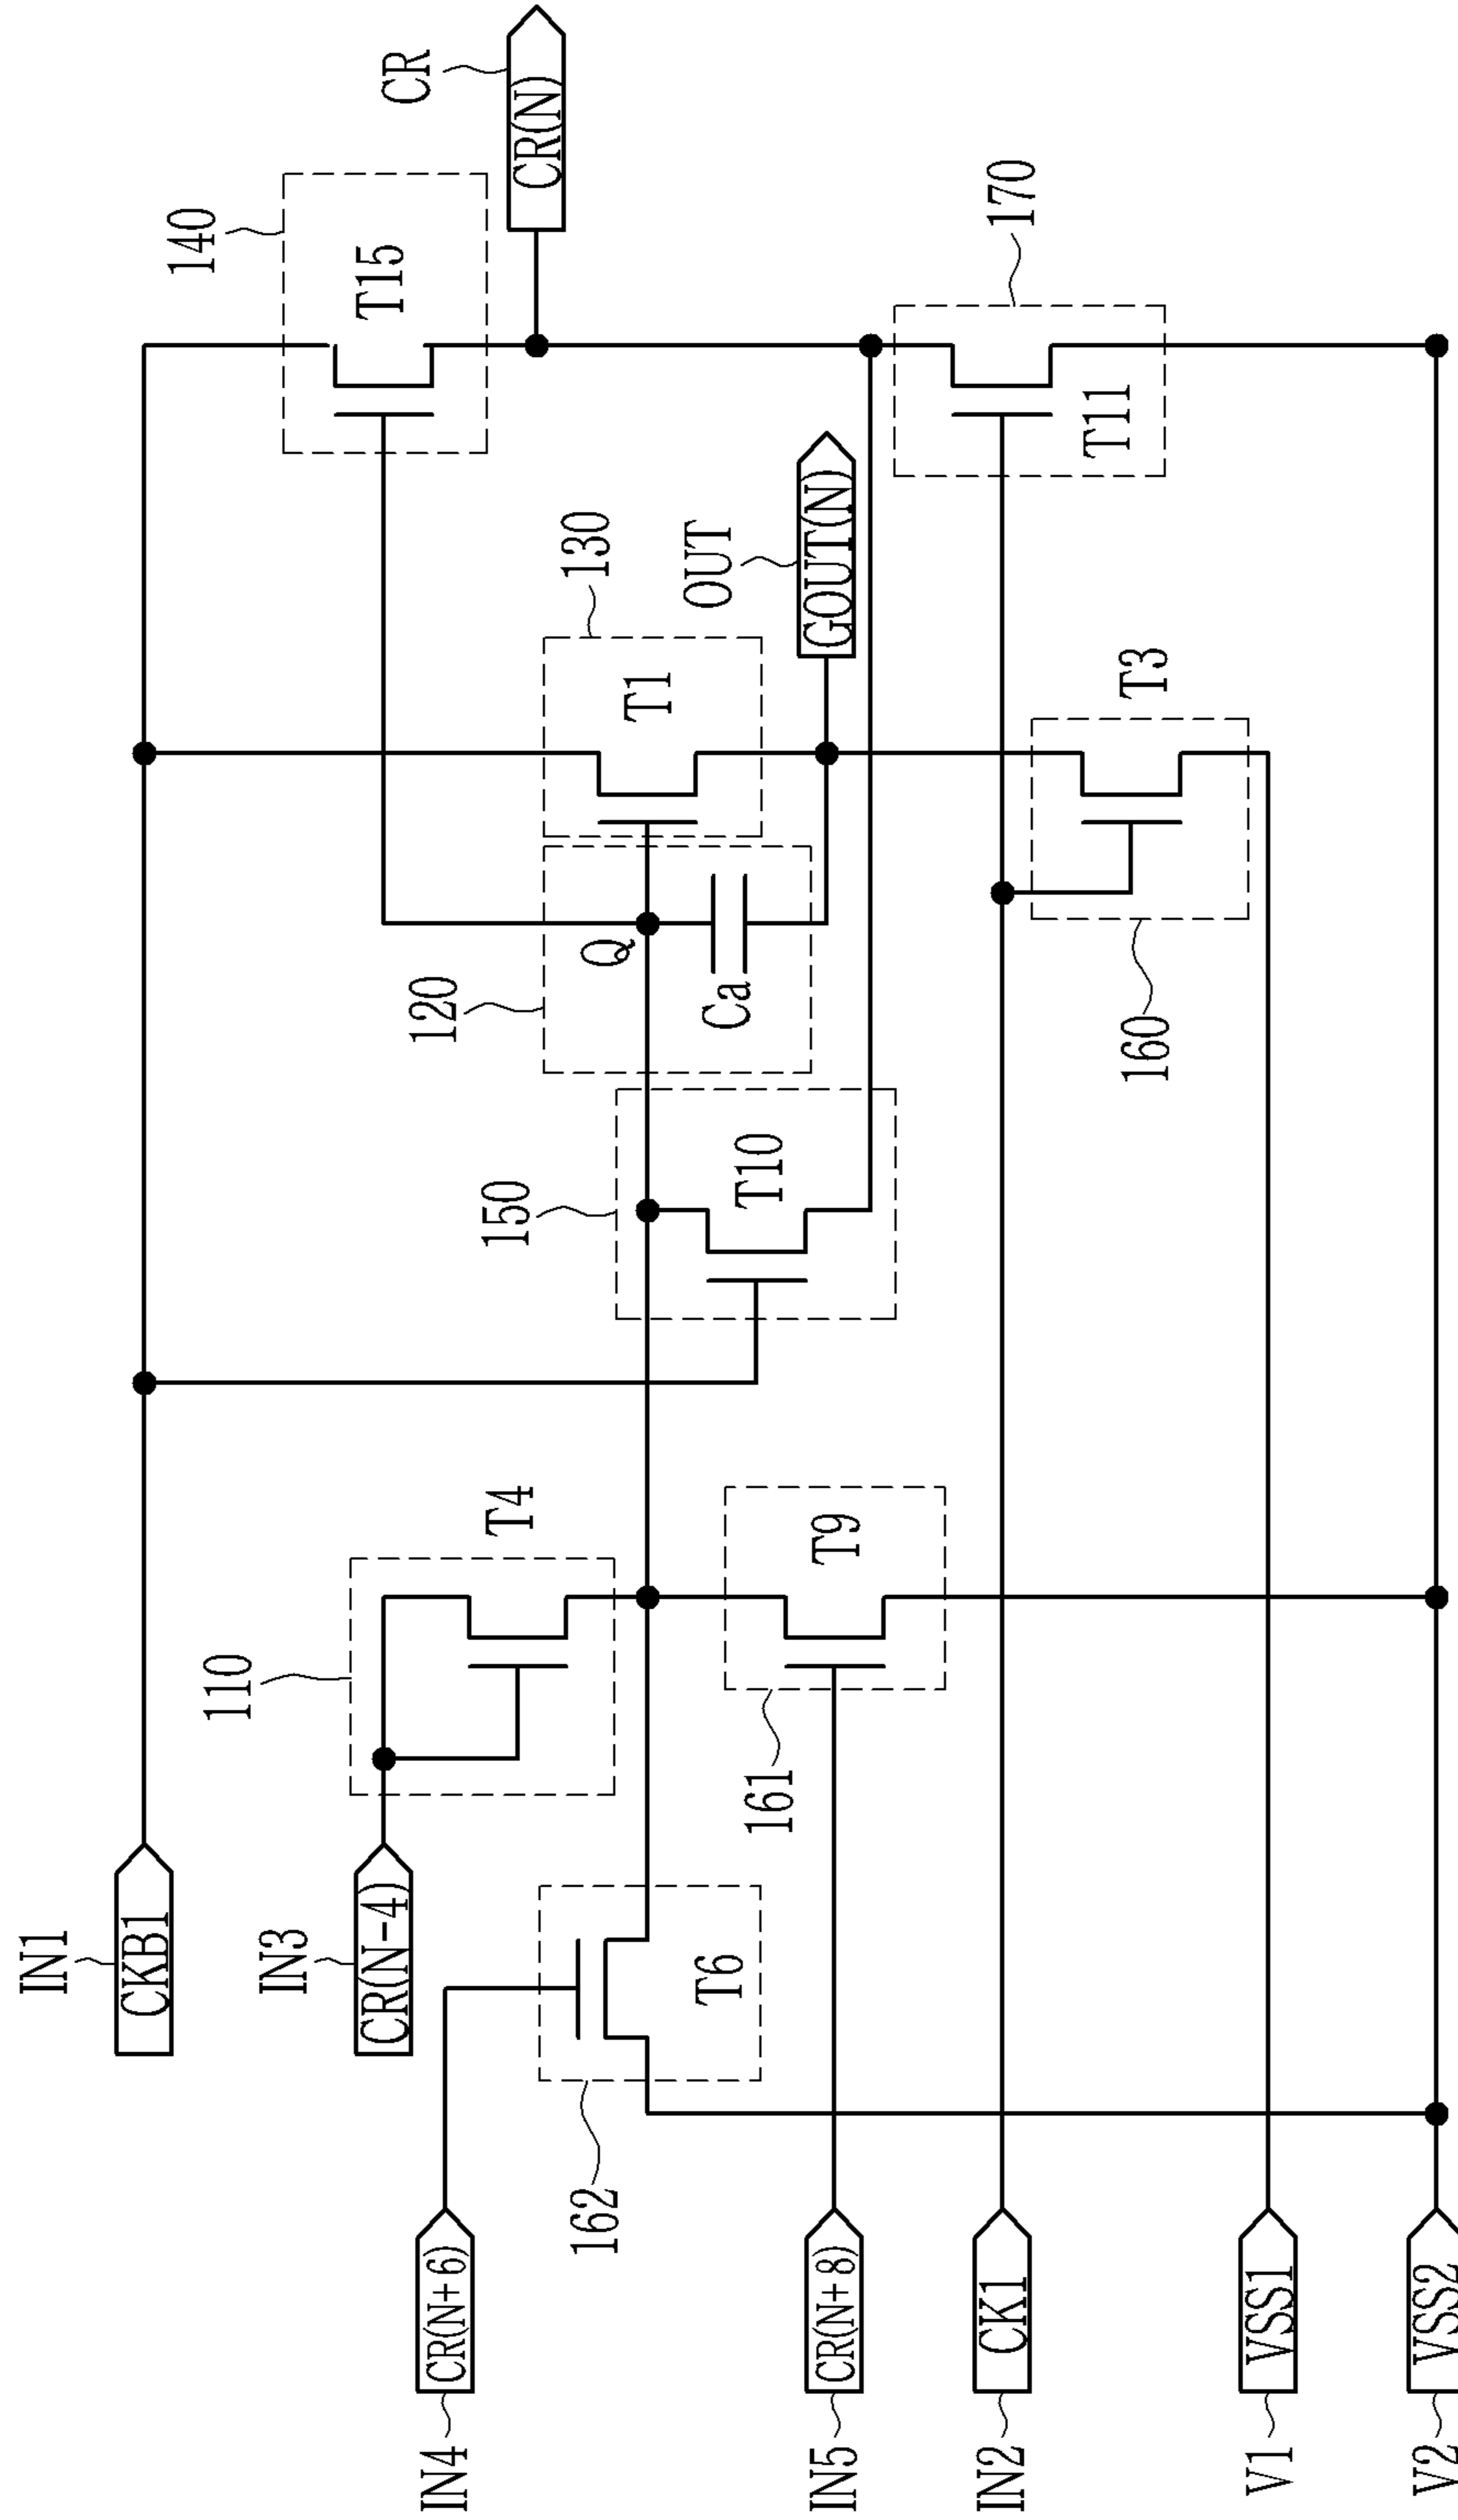 IN1
CKB1
140
T15
CR
CR(N)
IN3
CR(N-4)
110
T4
120
Q
Ca
130
T1
OUT
GOUT(N)
150
T10
IN4
CR(N+6)
162
T6
161
T9
IN5
CR(N+8)
IN2
CK1
170
T11
160
T3
V1
VSS1
V2
VSS2